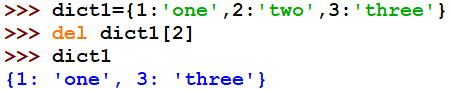 >>> dict1={1:'one',2:'two',3:'three'}
>>> del dict1[2]
>>> dict1
{1: 'one', 3: 'three'}